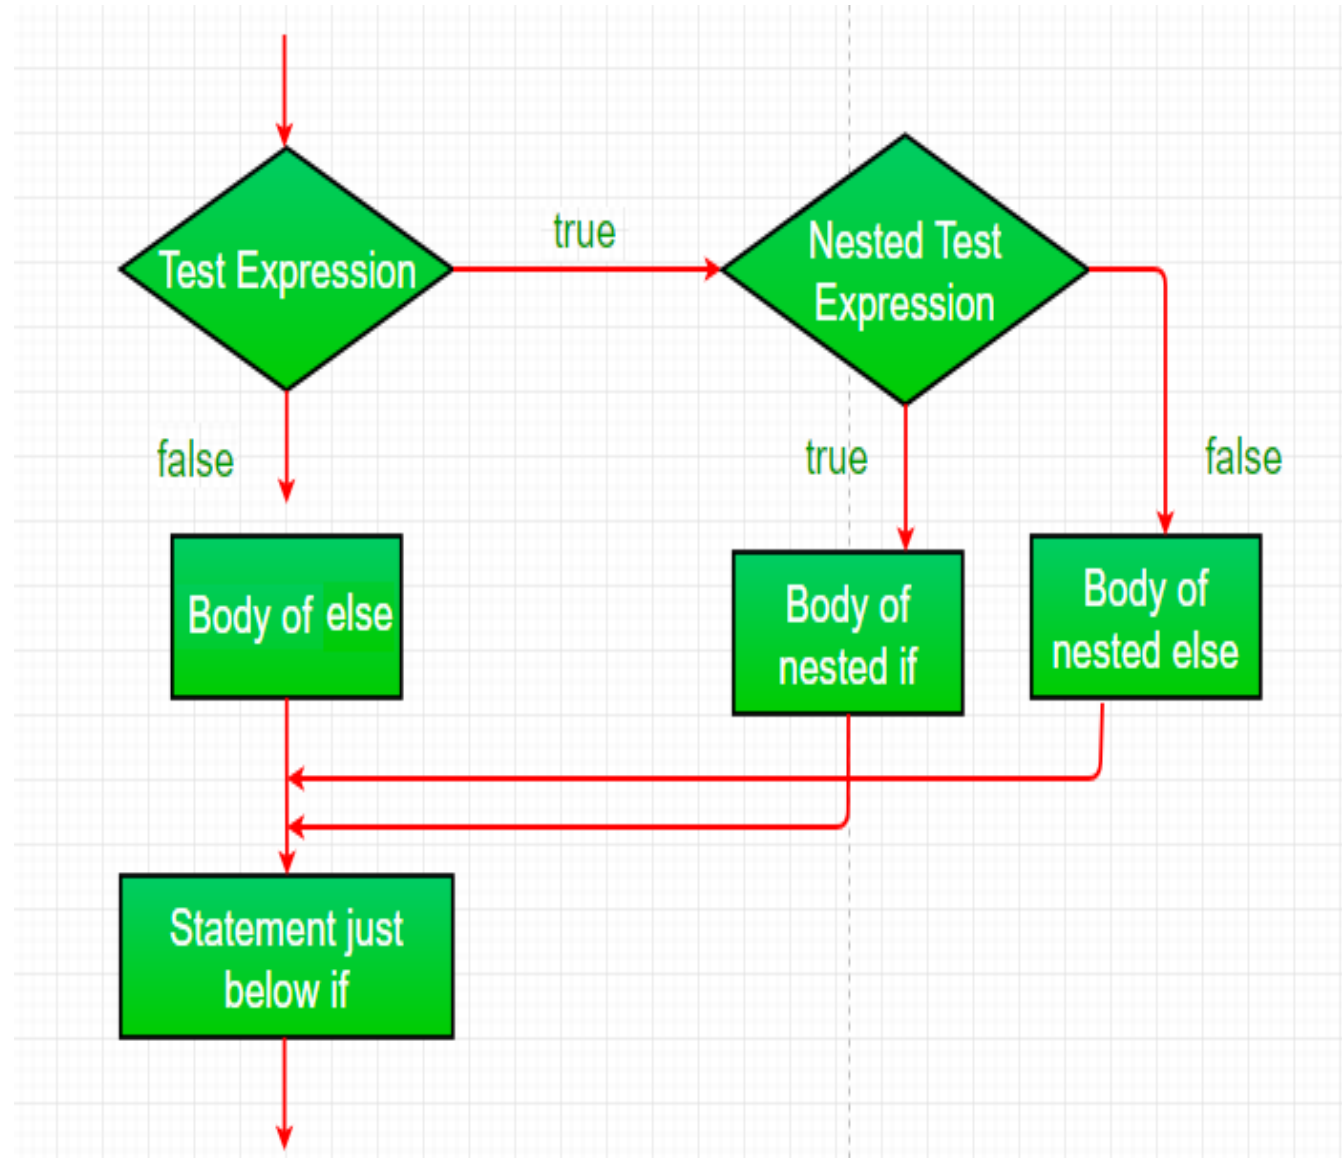 true
Test Expression
Nested Test
Expression
false
true
false
Body of else
Body of
nested if
Body of
nested else
Statement just
below if